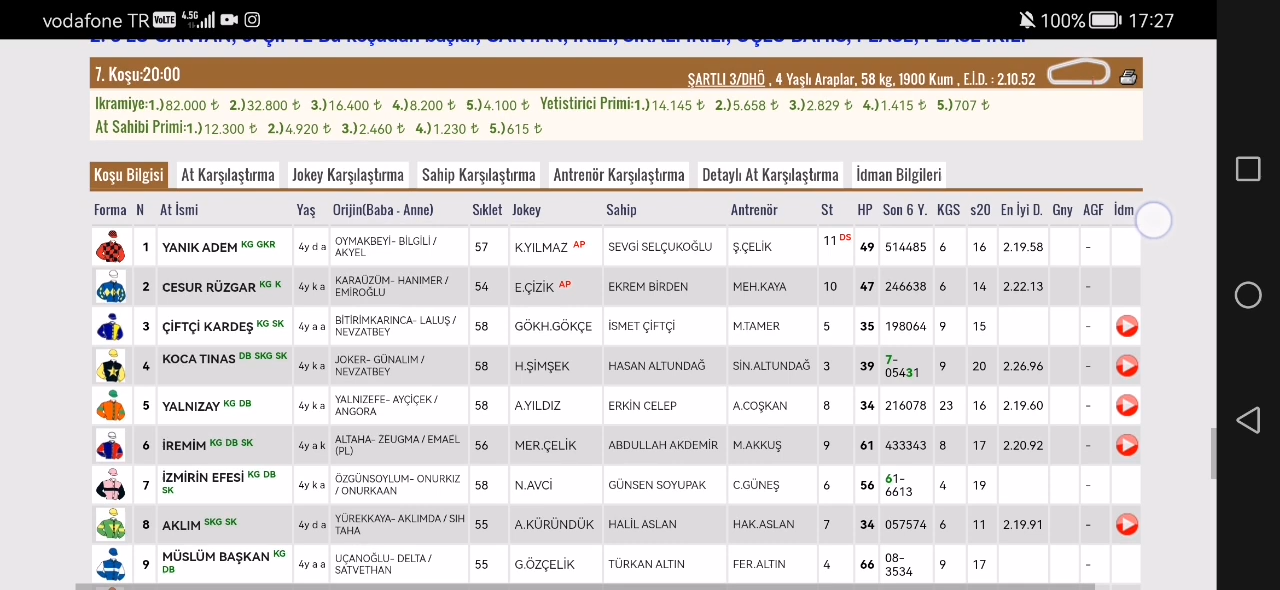 vodafone TR VoLTE 4.5G 100% 17:27
7. Koşu:20:00 ŞARTLI 3/DHÖ , 4 Yaşlı Araplar, 58 kg, 1900 Kum , E.İ.D. : 2.10.52
Ikramiye:1.)82.000 ₺ 2.)32.800 ₺ 3.)16.400 ₺ 4.)8.200 ₺ 5.)4.100 ₺ Yetistirici Primi:1.)14.145 ₺ 2.)5.658 ₺ 3.)2.829 ₺ 4.)1.415 ₺ 5.)707 ₺
At Sahibi Primi:1.)12.300 ₺ 2.)4.920 ₺ 3.)2.460 ₺ 4.)1.230 ₺ 5.)615 ₺
Koşu Bilgisi At Karşılaştırma Jokey Karşılaştırma Sahip Karşılaştırma Antrenör Karşılaştırma Detaylı At Karşılaştırma İdman Bilgileri
Forma N At İsmi Yaş Orijin(Baba - Anne) Sıklet Jokey Sahip Antrenör St HP Son 6 Y. KGS s20 En İyi D. Gny AGF İdm
1 YANIK ADEM KG GKR 4y d a OYMAKBEYİ- BİLGİLİ / AKYEL 57 K.YILMAZ AP SEVGİ SELÇUKOĞLU Ş.ÇELİK 11 DS 49 514485 6 16 2.19.58 -
2 CESUR RÜZGAR KG K 4y k a KARAÜZÜM- HANIMER / EMİROĞLU 54 E.ÇİZİK AP EKREM BİRDEN MEH.KAYA 10 47 246638 6 14 2.22.13 -
3 ÇİFTÇİ KARDEŞ KG SK 4y a a BİTİRİMKARINCA- LALUŞ / NEVZATBEY 58 GÖKH.GÖKÇE İSMET ÇİFTÇİ M.TAMER 5 35 198064 9 15 -
4 KOCA TINAS DB SKG SK 4y k a JOKER- GÜNALIM / NEVZATBEY 58 H.ŞİMŞEK HASAN ALTUNDAĞ SİN.ALTUNDAĞ 3 39 7-05431 9 20 2.26.96 -
5 YALNIZAY KG DB 4y k a YALNIZEFE- AYÇİÇEK / ANGORA 58 A.YILDIZ ERKİN CELEP A.COŞKAN 8 34 216078 23 16 2.19.60 -
6 İREMİM KG DB SK 4y a k ALTAHA- ZEUGMA / EMAEL (PL) 56 MER.ÇELİK ABDULLAH AKDEMİR M.AKKUŞ 9 61 433343 8 17 2.20.92 -
7 İZMİRİN EFESİ KG DB SK 4y k a ÖZGÜNSOYLUM- ONURKIZ / ONURKAAN 58 N.AVCİ GÜNSEN SOYUPAK C.GÜNEŞ 6 56 61-6613 4 19 -
8 AKLIM SKG SK 4y d a YÜREKKAYA- AKLIMDA / SIH TAHA 55 A.KÜRÜNDÜK HALİL ASLAN HAK.ASLAN 7 34 057574 6 11 2.19.91 -
9 MÜSLÜM BAŞKAN KG DB 4y a a UÇANOĞLU- DELTA / SATVETHAN 55 G.ÖZÇELİK TÜRKAN ALTIN FER.ALTIN 4 66 08-3534 9 17 -